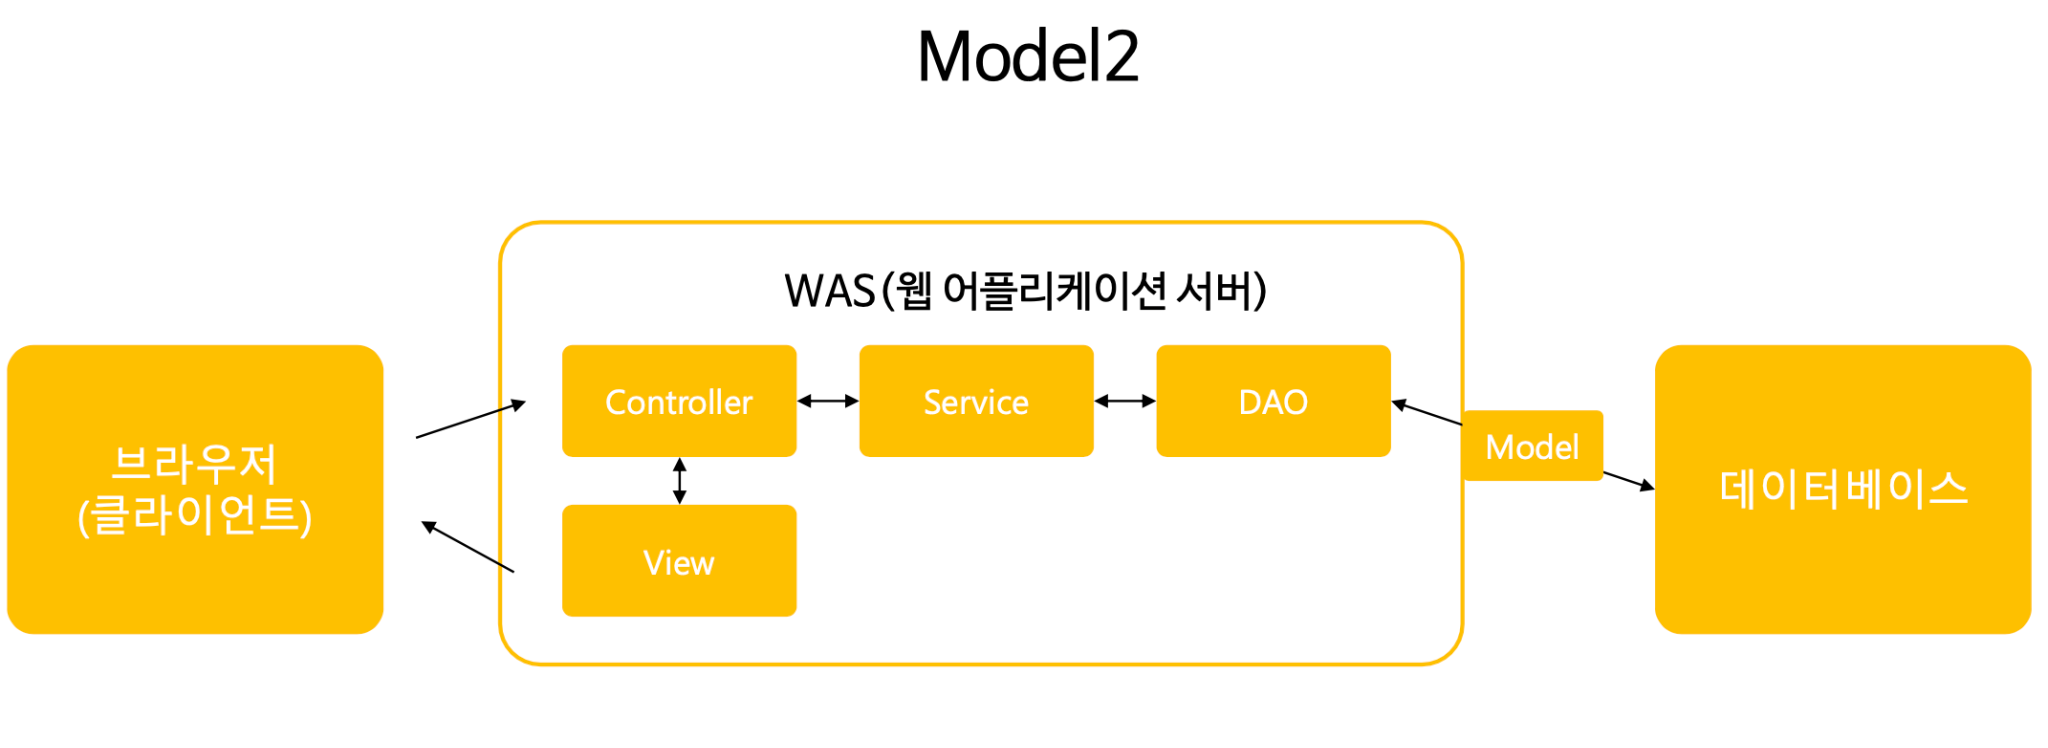 Model2
WAS(웹 어플리케이션 서버)
브라우저
(클라이언트)
Controller
Service
DAO
View
Model
데이터베이스